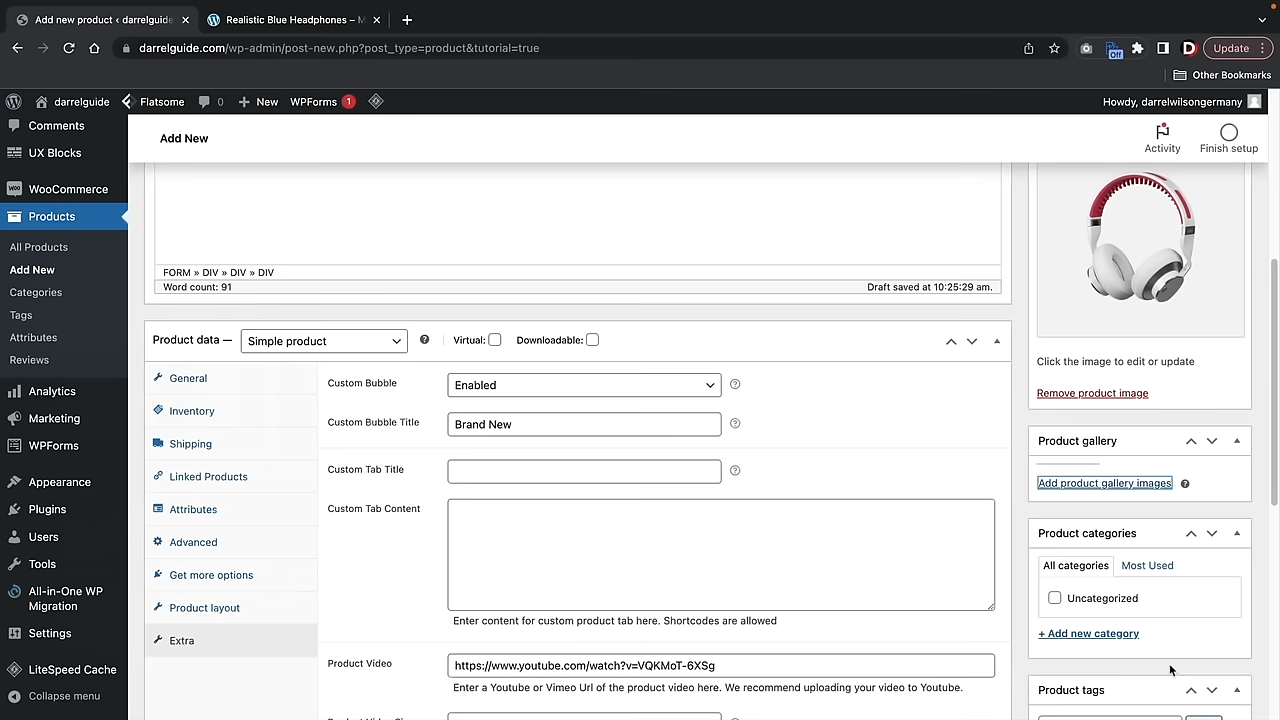 Add new product ‹ darrelguide
Realistic Blue Headphones – M
darrelguide.com/wp-admin/post-new.php?post_type=product&tutorial=true
Off
D
Update
Other Bookmarks
darrelguide
Flatsome
0
New
WPForms 1
Howdy, darrelwilsongermany
Comments
UX Blocks
WooCommerce
Products
All Products
Add New
Categories
Tags
Attributes
Reviews
Analytics
Marketing
WPForms
Appearance
Plugins
Users
Tools
All-in-One WP
Migration
Settings
LiteSpeed Cache
Collapse menu
Add New
Activity
Finish setup
FORM » DIV » DIV » DIV
Word count: 91
Draft saved at 10:25:29 am.
Product data —
Simple product
Virtual:
Downloadable:
General
Inventory
Shipping
Linked Products
Attributes
Advanced
Get more options
Product layout
Extra
Custom Bubble
Enabled
Custom Bubble Title
Brand New
Custom Tab Title
Custom Tab Content
Enter content for custom product tab here. Shortcodes are allowed
Product Video
https://www.youtube.com/watch?v=VQKMoT-6XSg
Enter a Youtube or Vimeo Url of the product video here. We recommend uploading your video to Youtube.
Click the image to edit or update
Remove product image
Product gallery
Add product gallery images
Product categories
All categories
Most Used
Uncategorized
+ Add new category
Product tags